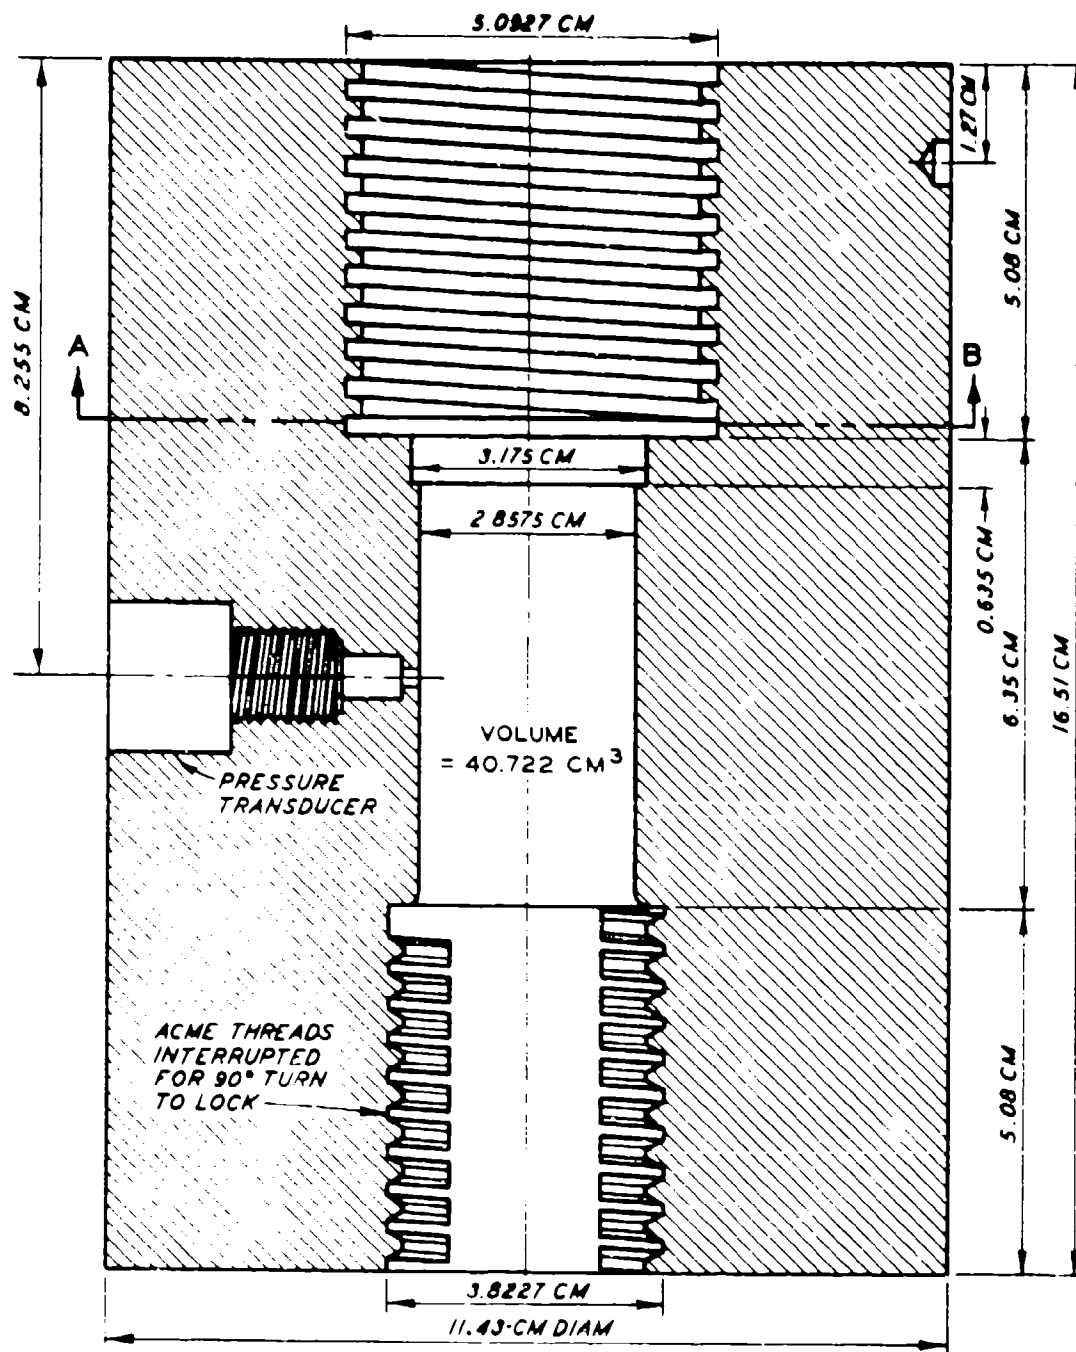 5.0927 CM
1.27 CM
5.08 CM
8.255 CM
A
B
3.175 CM
2.8575 CM
0.635 CM
6.35 CM
16.51 CM
VOLUME
= 40.722 CM³
PRESSURE
TRANSDUCER
ACME THREADS
INTERRUPTED
FOR 90° TURN
TO LOCK
5.08 CM
3.8227 CM
11.43-CM DIAM